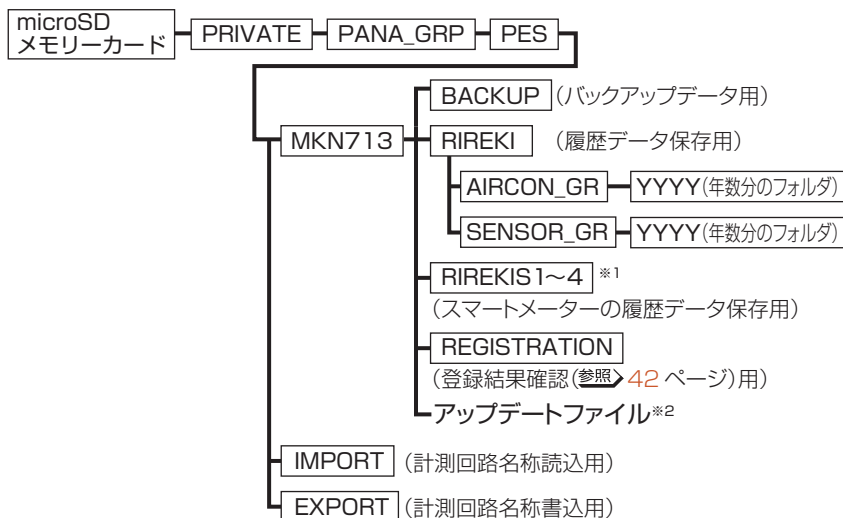 microSD
メモリーカード
PRIVATE
PANA_GRP
PES
BACKUP (バックアップデータ用)
MKN713
RIREKI (履歴データ保存用)
AIRCON_GR YYYY(年数分のフォルダ)
SENSOR_GR YYYY(年数分のフォルダ)
RIREKIS1〜4 ※1
(スマートメーターの履歴データ保存用)
REGISTRATION
(登録結果確認(参照 42 ページ)用)
アップデートファイル※2
IMPORT (計測回路名称読込用)
EXPORT (計測回路名称書込用)